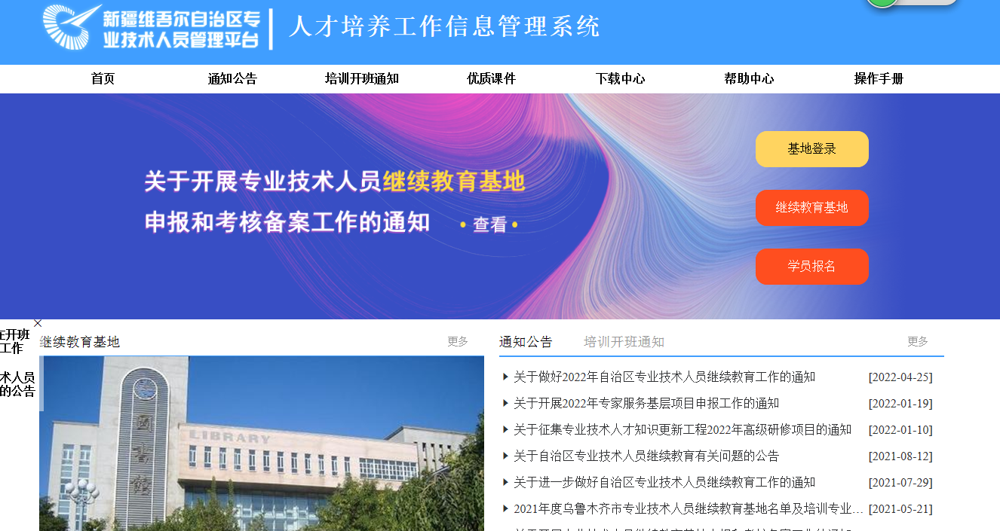 新疆维吾尔自治区专
业技术人员管理平台
人才培养工作信息管理系统
首页
通知公告
培训开班通知
优质课件
下载中心
帮助中心
操作手册
关于开展专业技术人员继续教育基地
申报和考核备案工作的通知
• 查看 •
基地登录
继续教育基地
学员报名
在开班
工作
术人员
的公告
继续教育基地
更多
图书馆
LIBRARY
通知公告
培训开班通知
更多
关于做好2022年自治区专业技术人员继续教育工作的通知 [2022-04-25]
关于开展2022年专家服务基层项目申报工作的通知 [2022-01-19]
关于征集专业技术人才知识更新工程2022年高级研修项目的通知 [2022-01-10]
关于自治区专业技术人员继续教育有关问题的公告 [2021-08-12]
关于进一步做好自治区专业技术人员继续教育工作的通知 [2021-07-29]
2021年度乌鲁木齐市专业技术人员继续教育基地名单及培训专业… [2021-05-21]